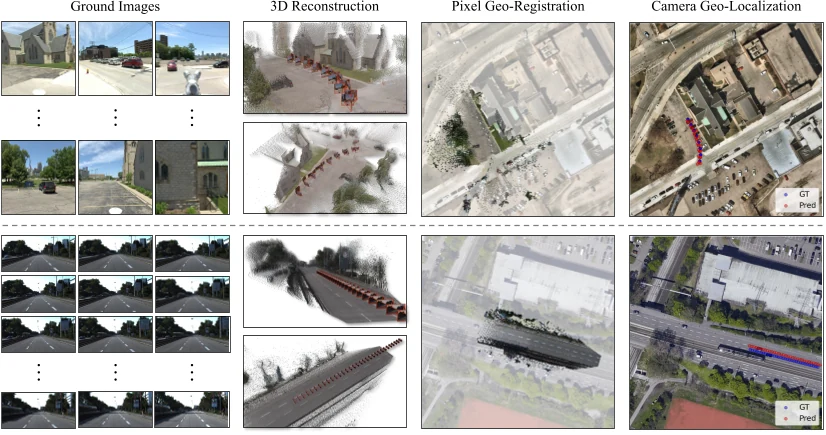 Ground Images
3D Reconstruction
Pixel Geo-Registration
Camera Geo-Localization
GT
Pred
GT
Pred